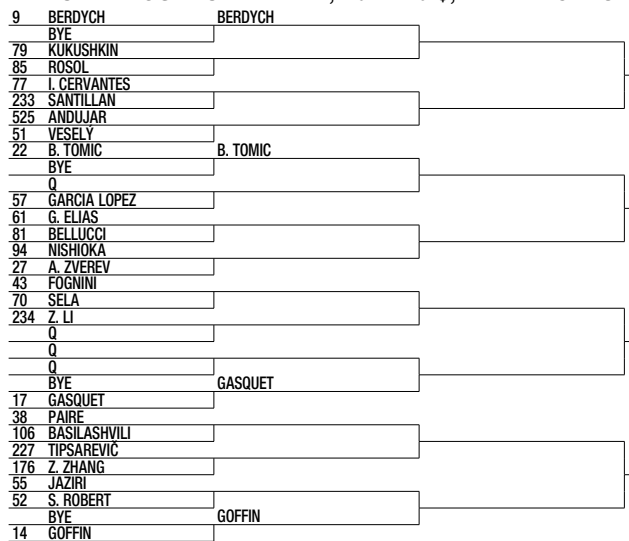 9 BERDYCH BERDYCH
BYE
79 KUKUSHKIN
85 ROSOL
77 I. CERVANTES
233 SANTILLAN
525 ANDUJAR
51 VESELÝ
22 B. TOMIC B. TOMIC
BYE
Q
57 GARCIA LOPEZ
61 G. ELIAS
81 BELLUCCI
94 NISHIOKA
27 A. ZVEREV
43 FOGNINI
70 SELA
234 Z. LI
Q
Q
Q
BYE GASQUET
17 GASQUET
38 PAIRE
106 BASILASHVILI
227 TIPSAREVIČ
176 Z. ZHANG
55 JAZIRI
52 S. ROBERT
BYE GOFFIN
14 GOFFIN